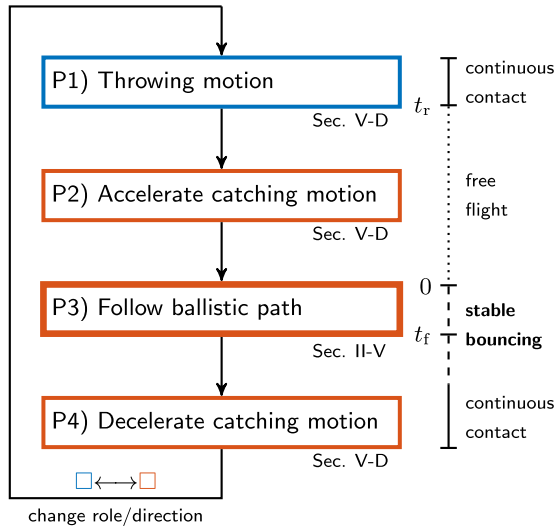 P1) Throwing motion
Sec. V-D
continuous
contact
t_r
P2) Accelerate catching motion
Sec. V-D
free
flight
P3) Follow ballistic path
Sec. II-V
0
stable
bouncing
t_f
P4) Decelerate catching motion
Sec. V-D
continuous
contact
change role/direction